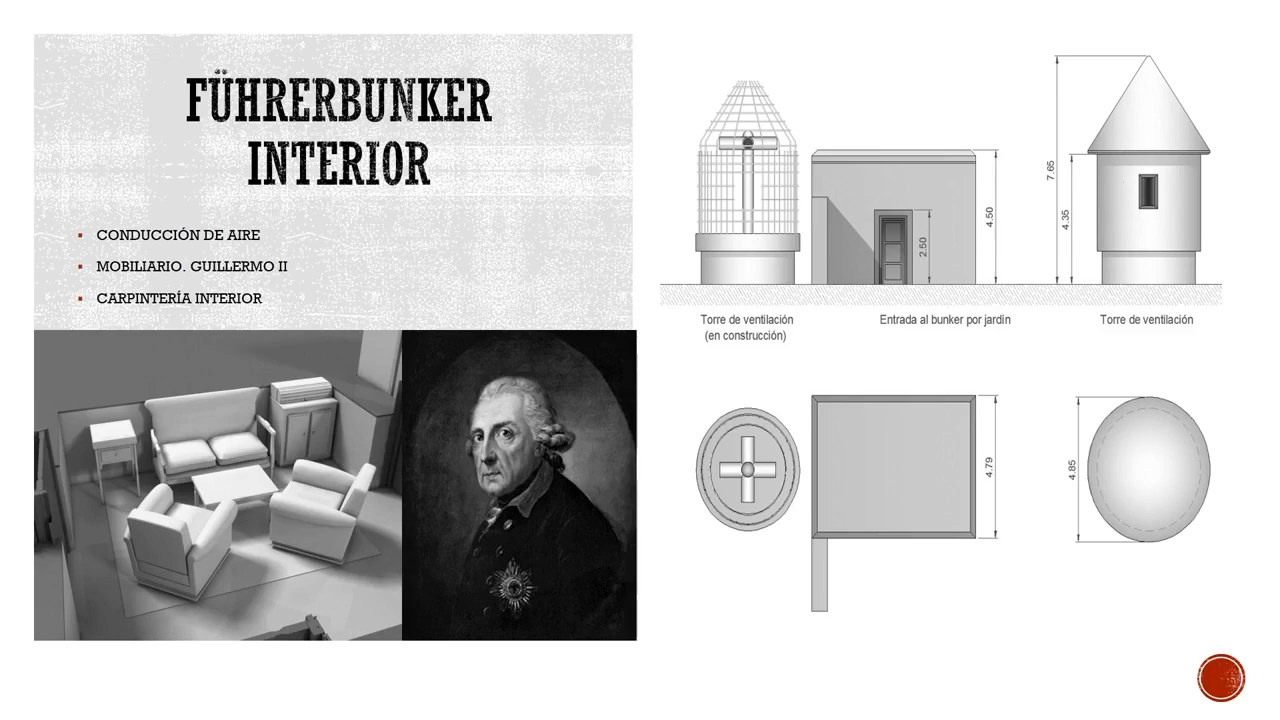 FÜHRERBUNKER
INTERIOR
CONDUCCIÓN DE AIRE
MOBILIARIO. GUILLERMO II
CARPINTERÍA INTERIOR
7.65
4.35
4.50
2.50
Torre de ventilación
(en construcción)
Entrada al bunker por jardin
Torre de ventilación
4.79
4.85